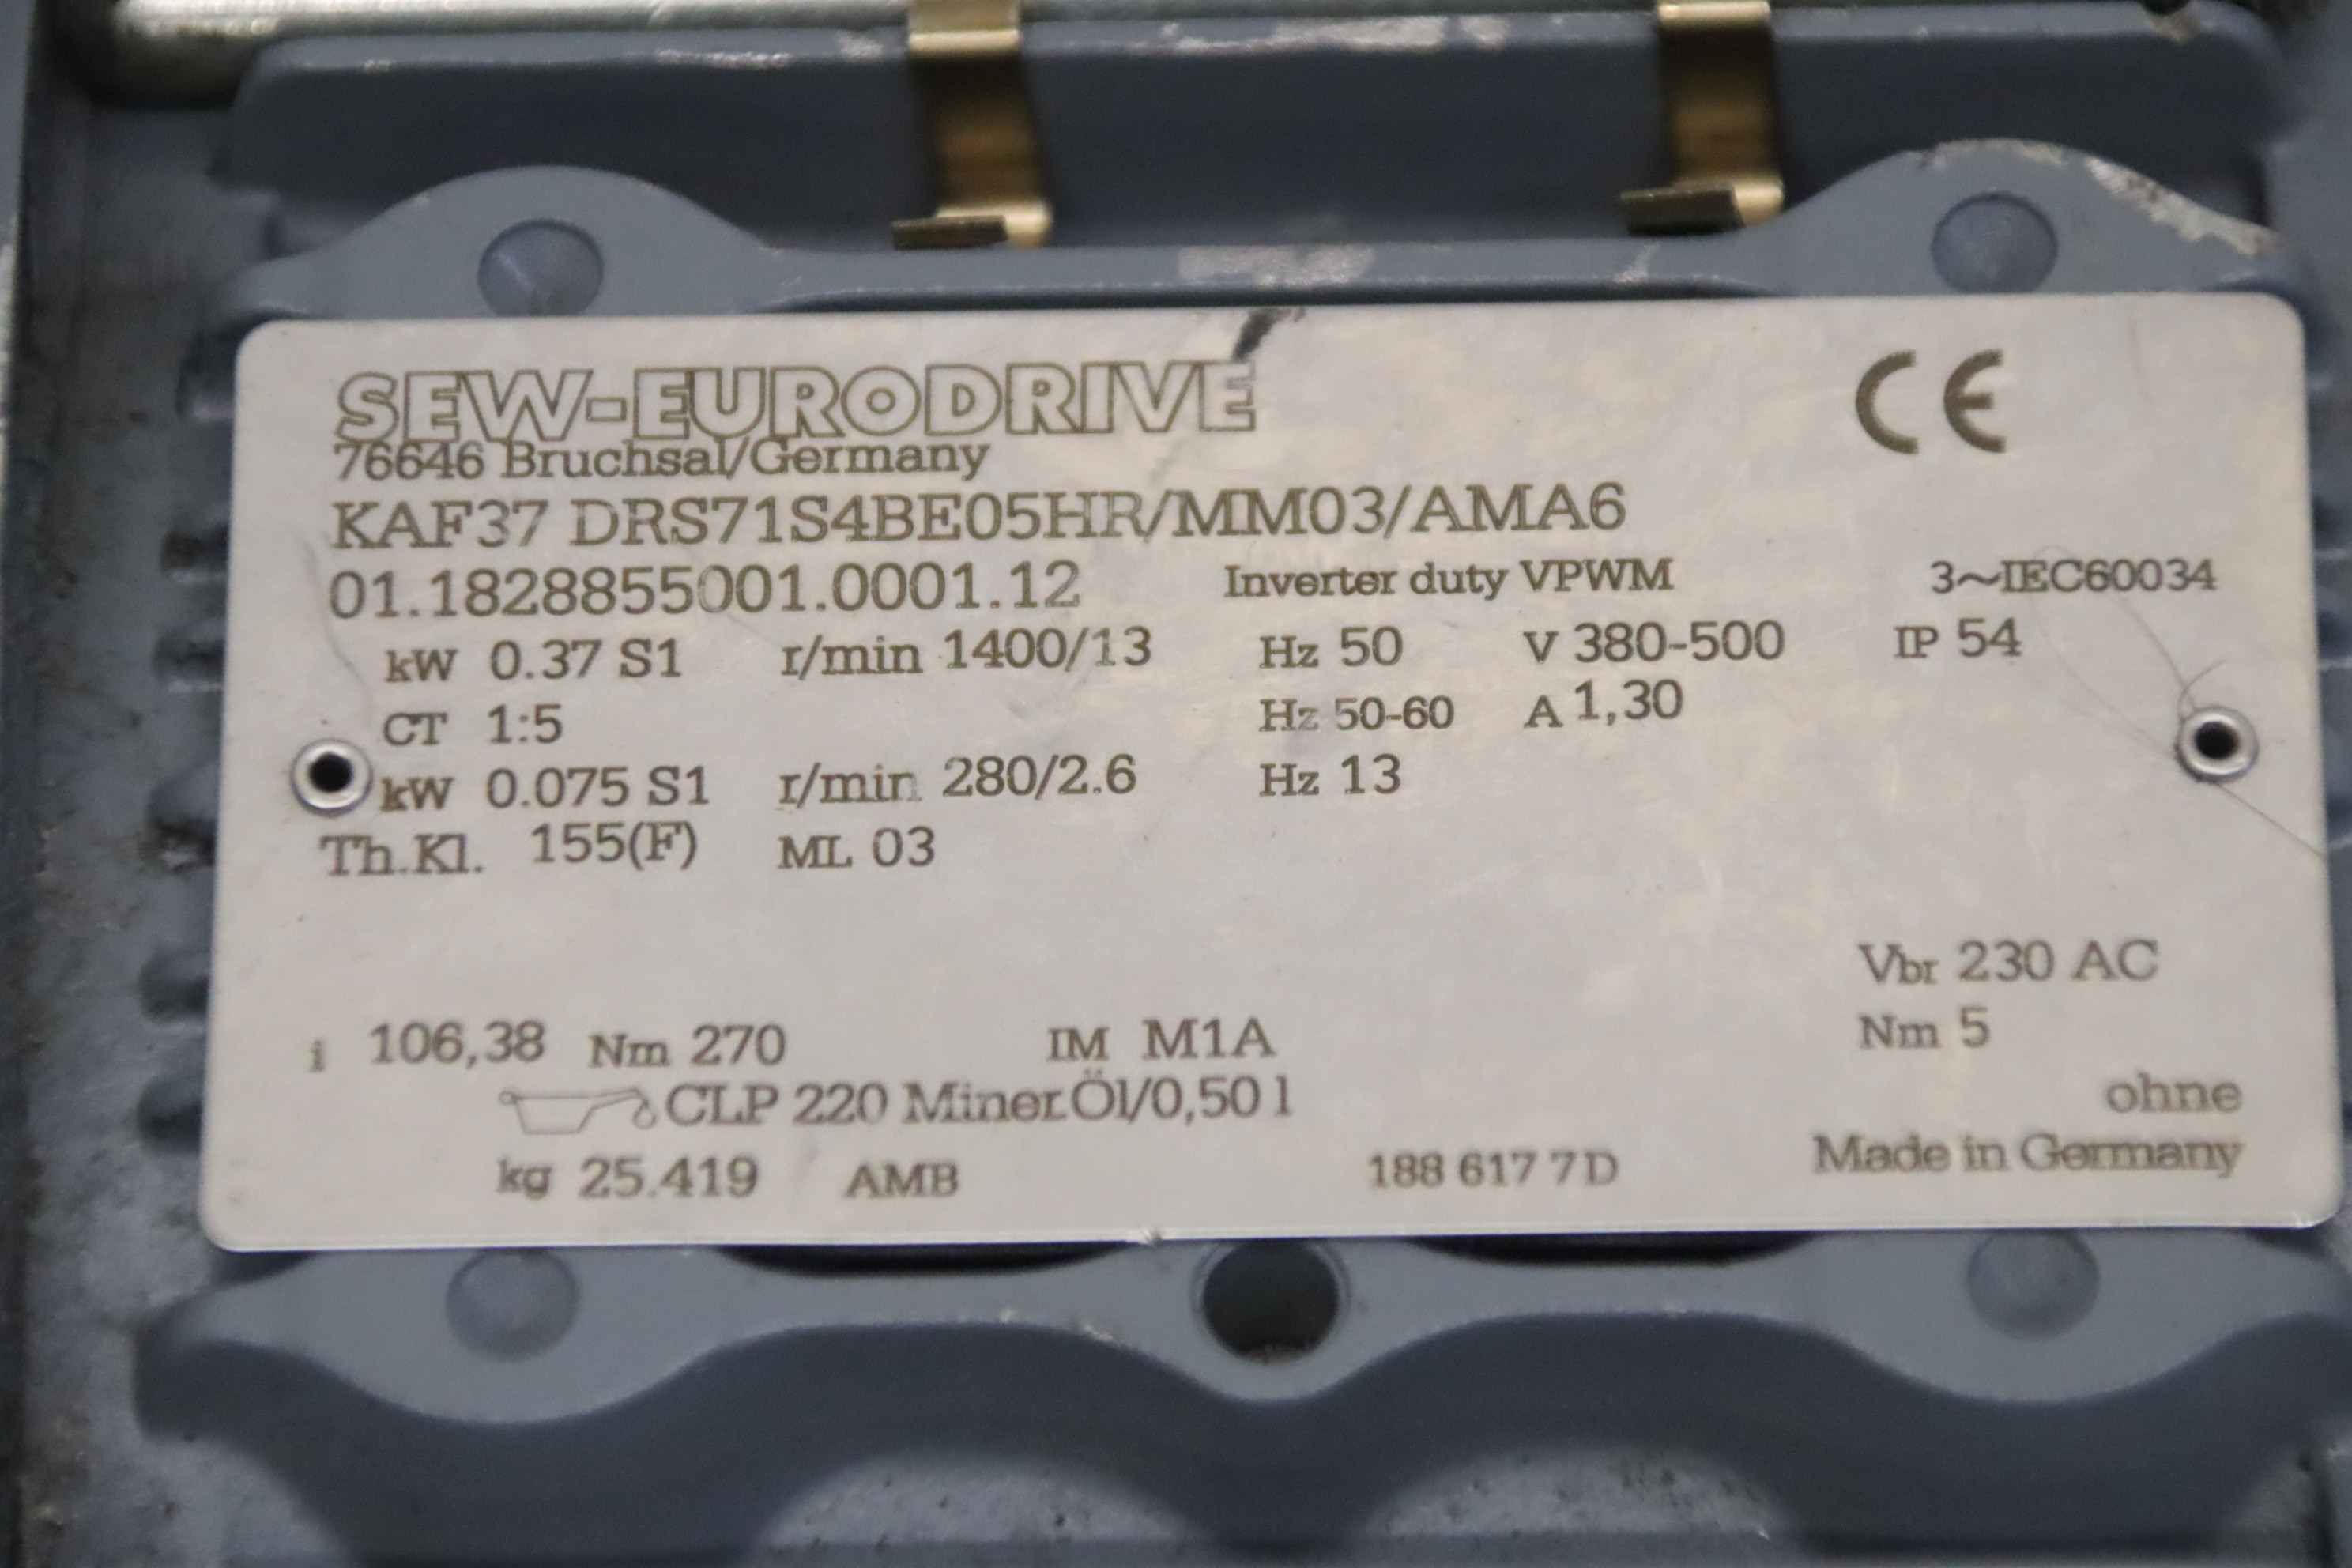 SEW-EURODRIVE CE
76646 Bruchsal/Germany
KAF37 DRS71S4BE05HR/MM03/AMA6
01.1828855001.0001.12 Inverter duty VPWM 3~IEC60034
kW 0.37 S1 r/min 1400/13 Hz 50 V 380-500 IP 54
CT 1:5 Hz 50-60 A 1,30
kW 0.075 S1 r/min 280/2.6 Hz 13
Th.Kl. 155(F) ML 03
Vbr 230 AC
i 106,38 Nm 270 IM M1A Nm 5
CLP 220 Miner.Öl/0,50 l ohne
kg 25.419 AMB 188 617 7 D Made in Germany